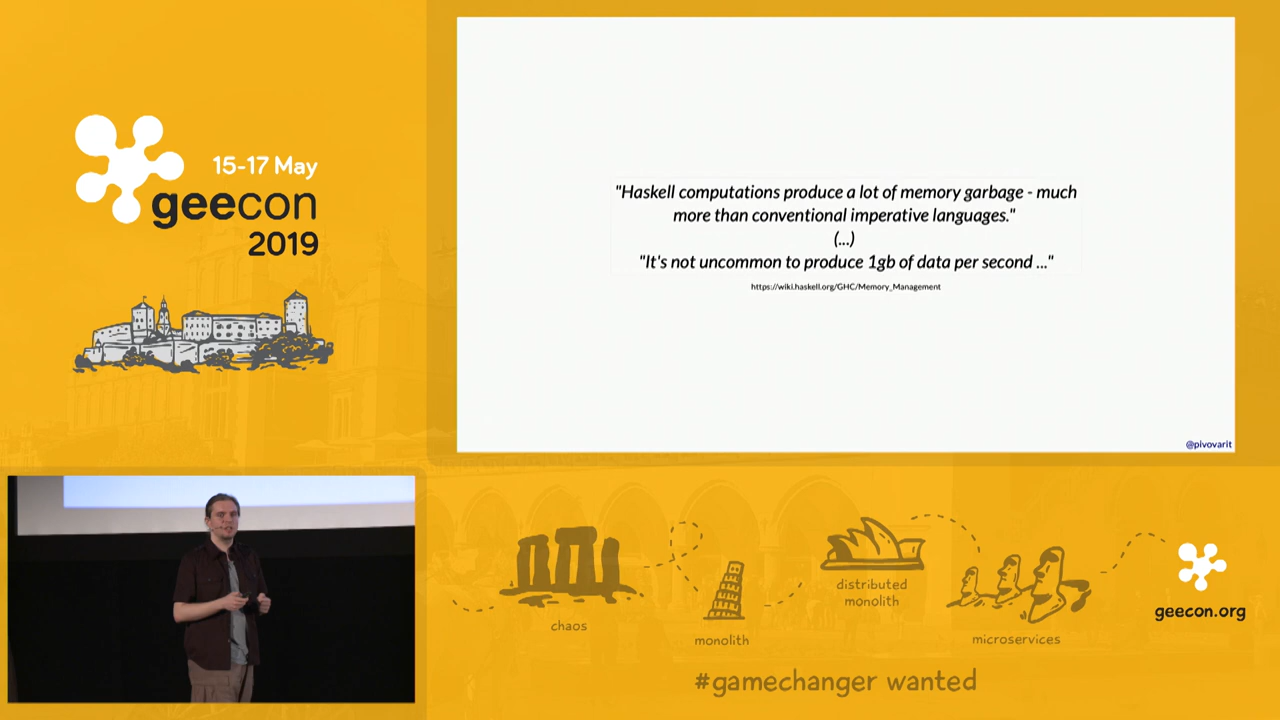 15-17 May
geecon
2019
"Haskell computations produce a lot of memory garbage - much
more than conventional imperative languages."
(...)
"It's not uncommon to produce 1gb of data per second ..."
https://wiki.haskell.org/GHC/Memory_Management
@pivovarit
chaos
monolith
distributed
monolith
microservices
geecon.org
#gamechanger wanted